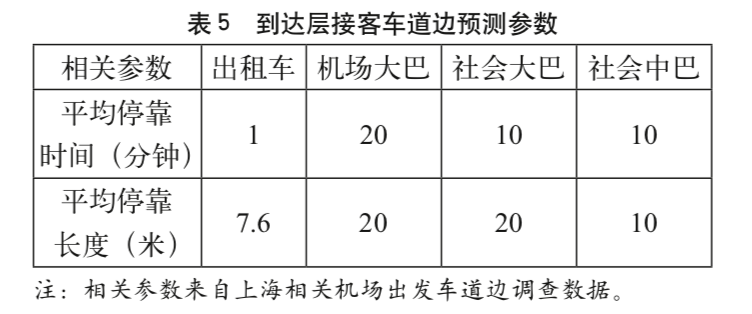 表 5 到达层接客车道边预测参数
相关参数 出租车 机场大巴 社会大巴 社会中巴
平均停靠
时间（分钟） 1 20 10 10
平均停靠
长度（米） 7.6 20 20 10
注：相关参数来自上海相关机场出发车道边调查数据。